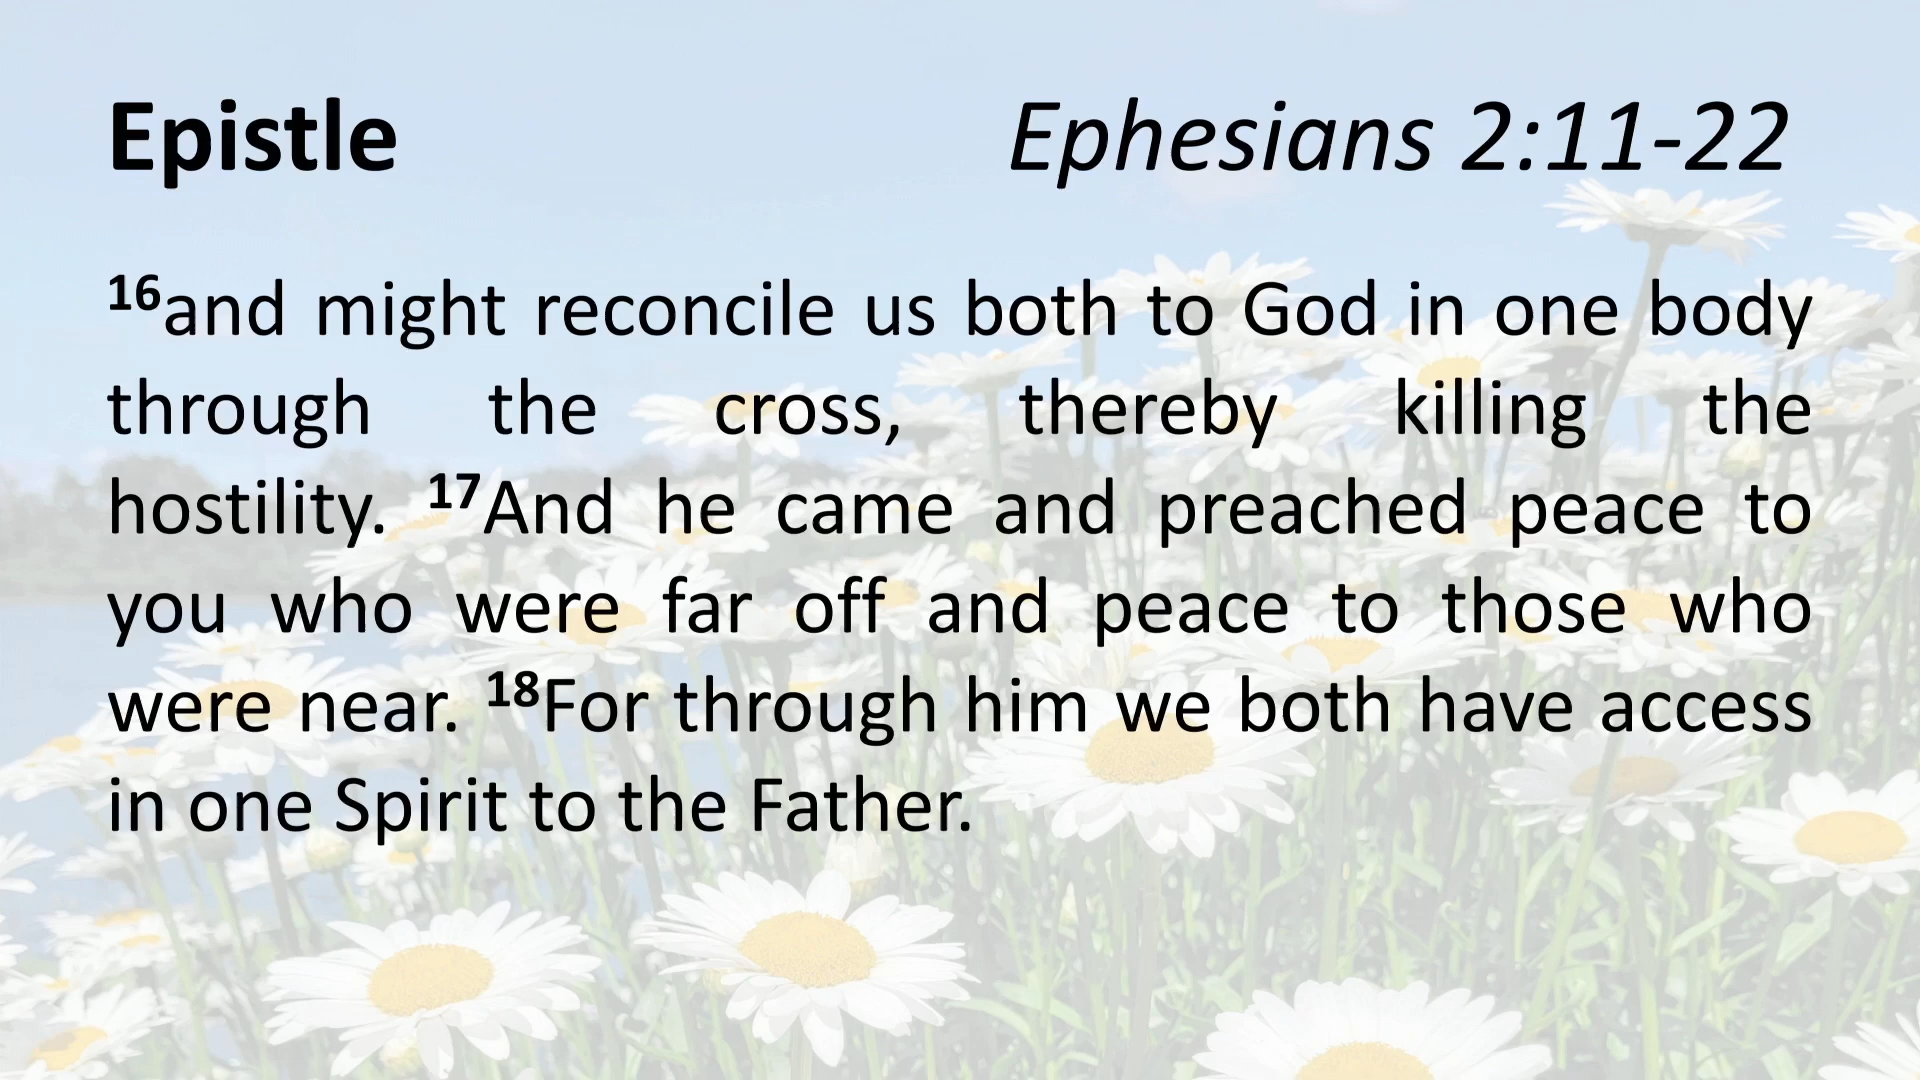 Epistle Ephesians 2:11-22
16and might reconcile us both to God in one body
through the cross, thereby killing the
hostility. 17And he came and preached peace to
you who were far off and peace to those who
were near. 18For through him we both have access
in one Spirit to the Father.